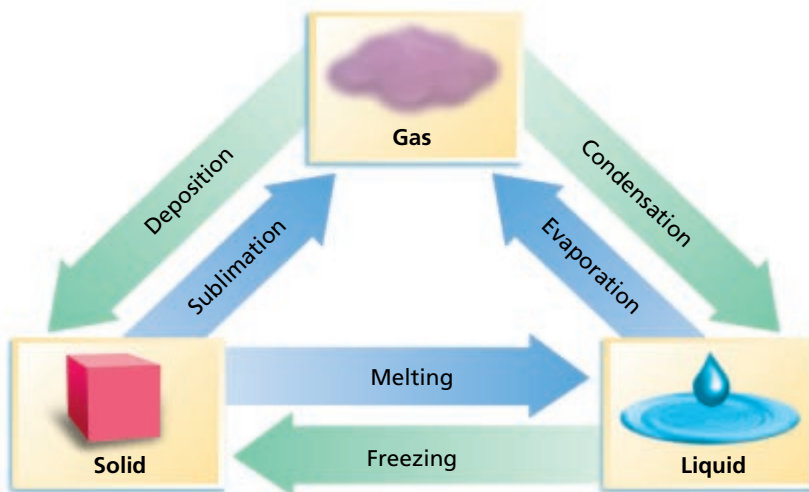 Gas
Deposition
Sublimation
Condensation
Evaporation
Melting
Freezing
Solid
Liquid